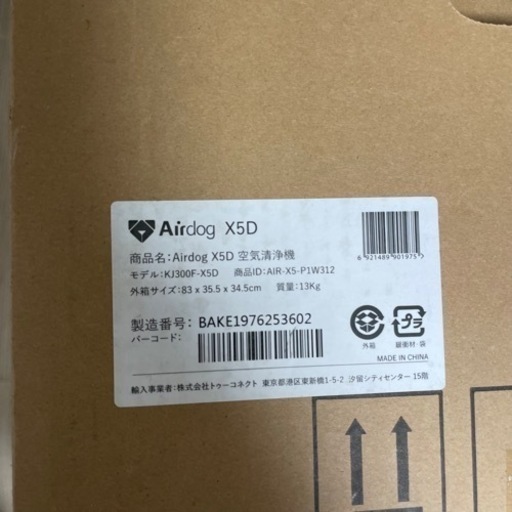 Airdog X5D
商品名:Airdog X5D 空気清浄機
モデル:KJ300F-X5D 商品ID:AIR-X5-P1W312
外箱サイズ:83 x 35.5 x 34.5cm 質量:13Kg
6 921489 901975
製造番号: BAKE1976253602
バーコード:
外箱
緩衝材・袋
プラ
MADE IN CHINA
輸入事業者:株式会社トゥーコネクト 東京都港区東新橋1-5-2 汐留シティセンター 15階